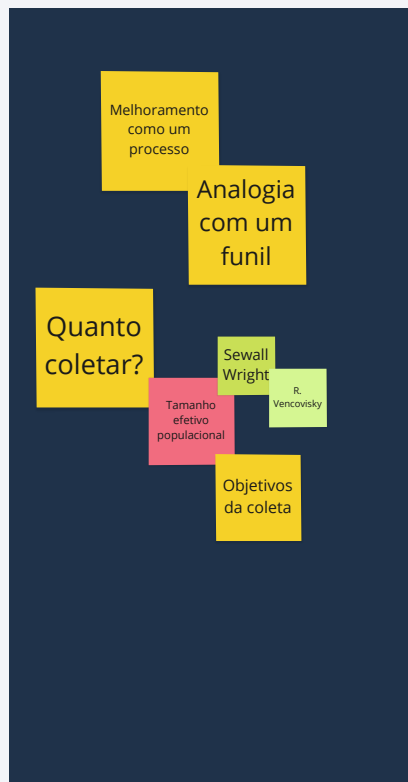 Melhoramento
como um
processo
Analogia
com um
funil
Quanto
coletar?
Sewall
Wright
R.
Vencovisky
Tamanho
efetivo
populacional
Objetivos
da coleta